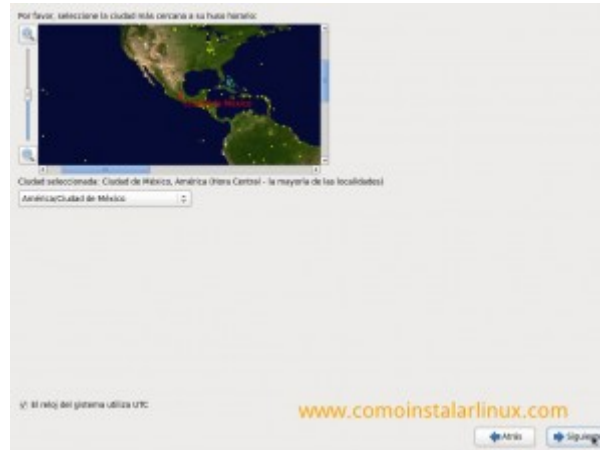 Por favor, seleccione la ciudad más cercana a su huso horario:
Ciudad de México
Ciudad seleccionada: Ciudad de México, América (Hora Central - la mayoría de las localidades)
América/Ciudad de México
El reloj del sistema utiliza UTC
www.comoinstalarlinux.com
Atrás
Siguiente